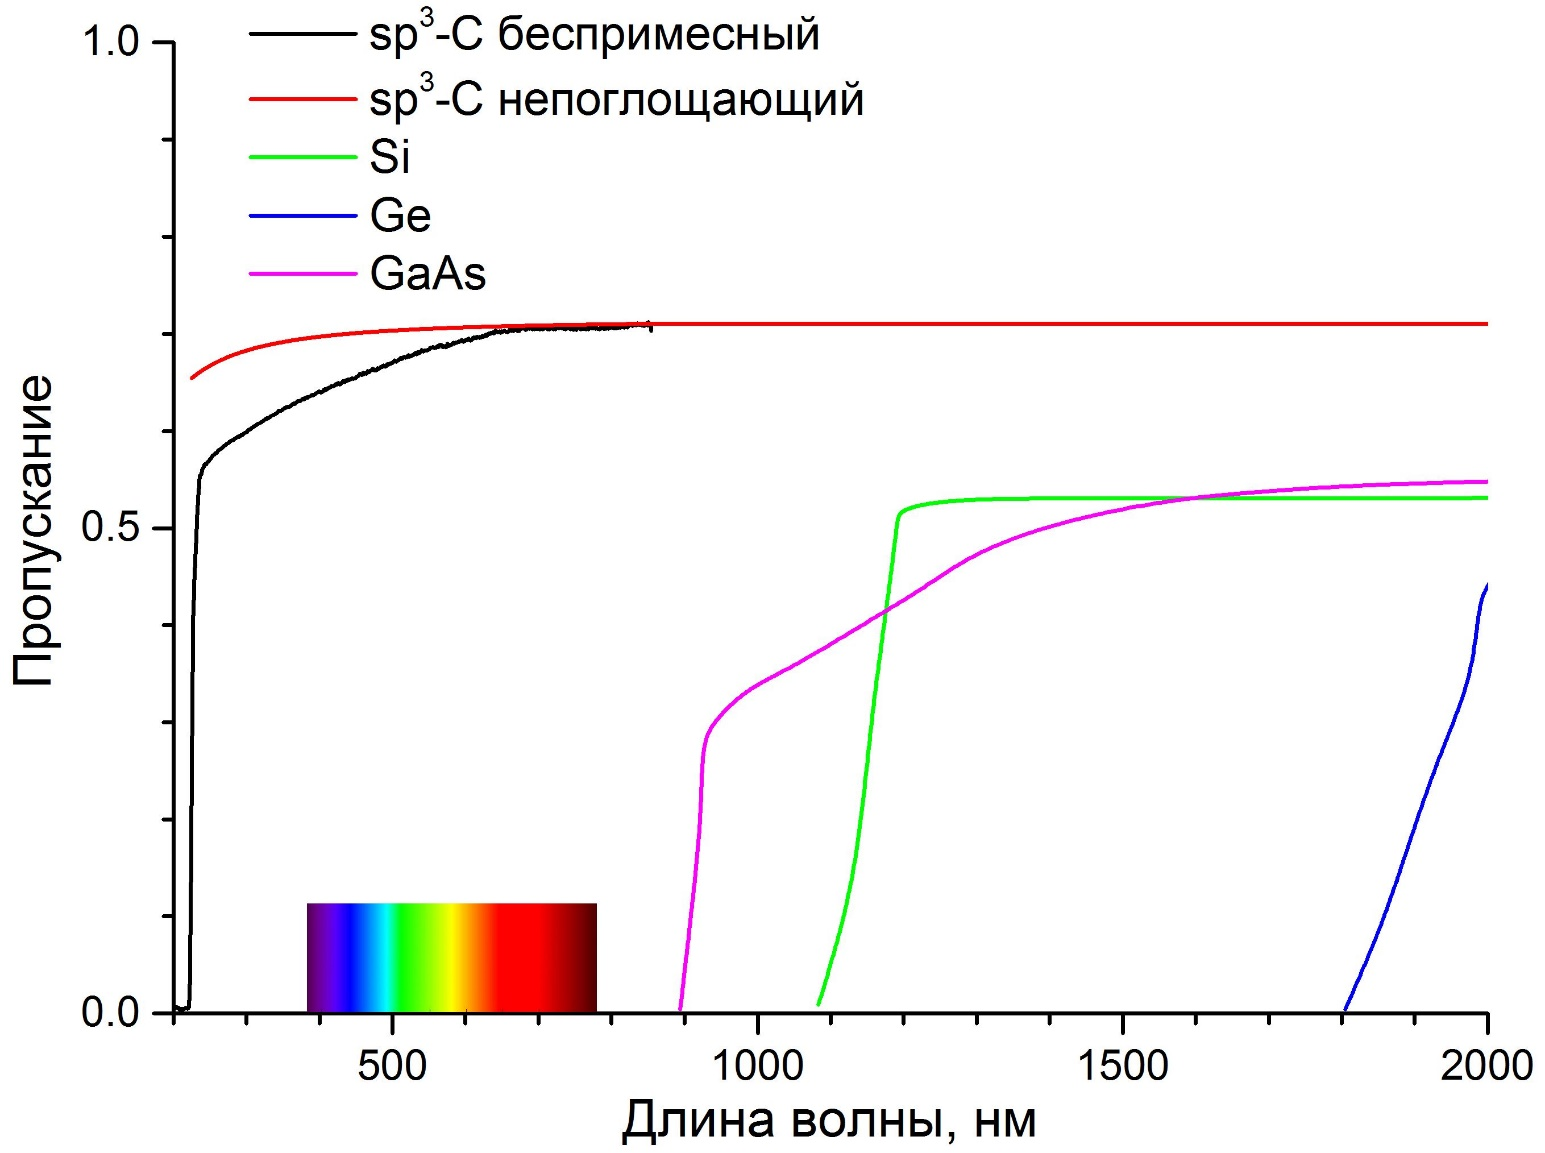 sp³-C беспримесный
sp³-C непоглощающий
Si
Ge
GaAs
1.0
0.5
0.0
Пропускание
500
1000
1500
2000
Длина волны, нм